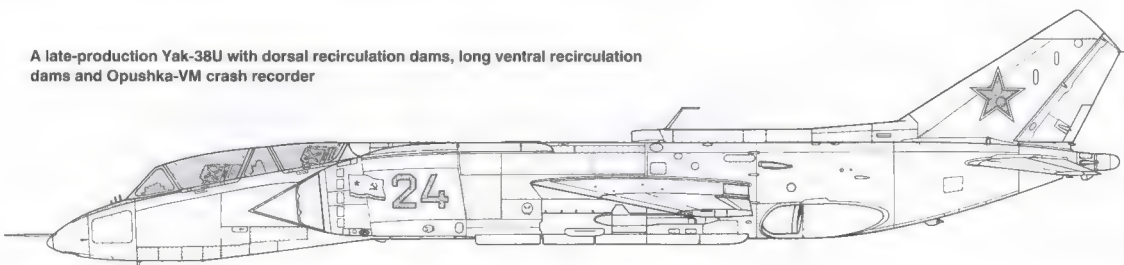 A late-production Yak-38U with dorsal recirculation dams, long ventral recirculation
dams and Opushka-VM crash recorder
24